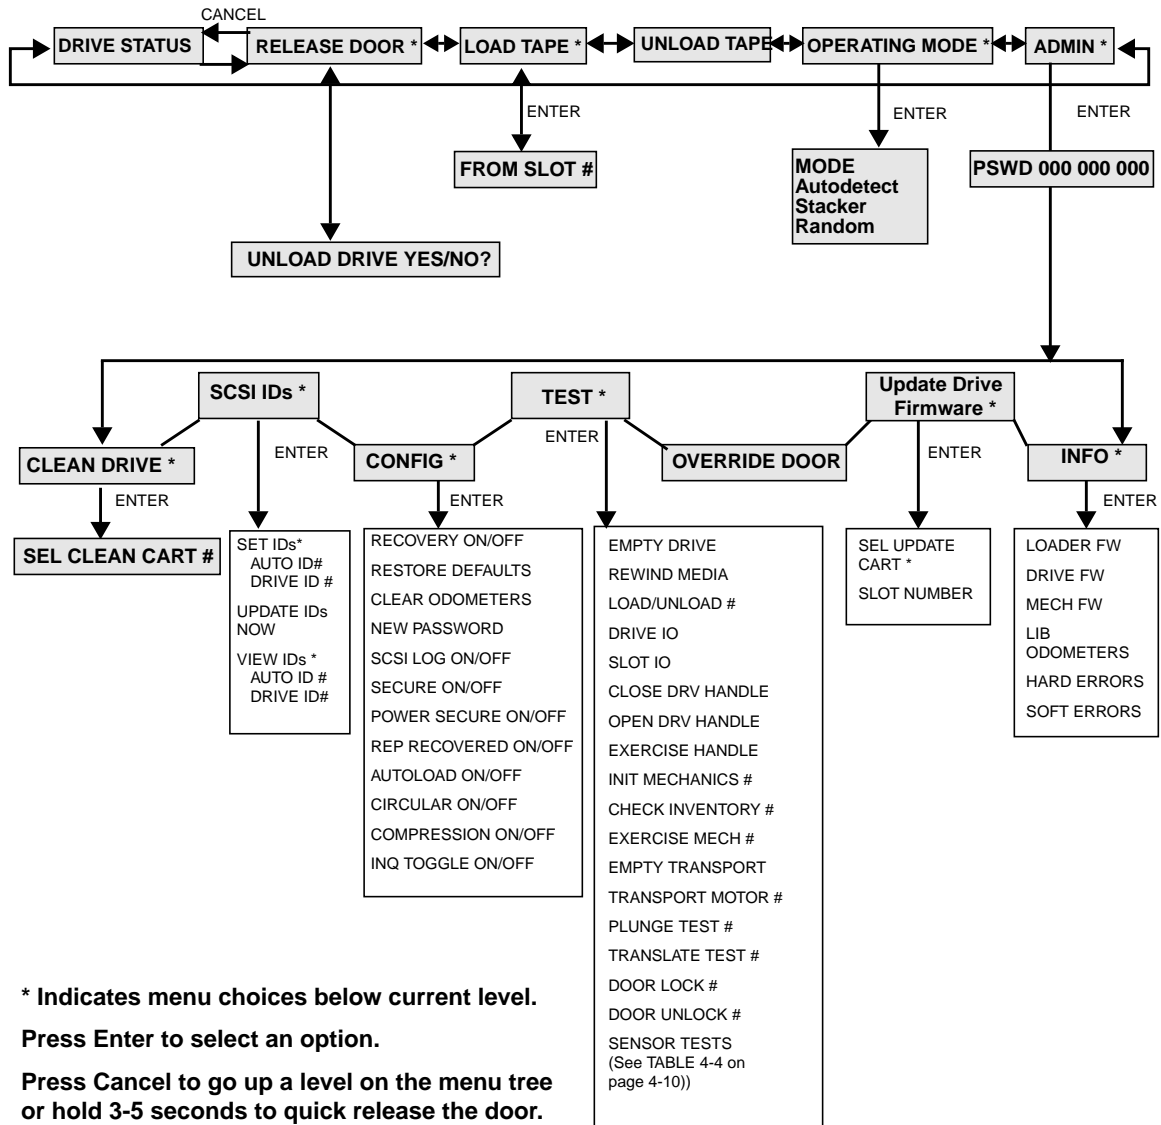 CANCEL
DRIVE STATUS
RELEASE DOOR *
LOAD TAPE *
UNLOAD TAPE
OPERATING MODE *
ADMIN *
ENTER
ENTER
ENTER
FROM SLOT #
MODE
Autodetect
Stacker
Random
PSWD 000 000 000
UNLOAD DRIVE YES/NO?
SCSI IDs *
TEST *
Update Drive
Firmware *
CLEAN DRIVE *
ENTER
CONFIG *
ENTER
OVERRIDE DOOR
ENTER
INFO *
ENTER
ENTER
ENTER
SEL CLEAN CART #
SET IDs*
AUTO ID#
DRIVE ID #
UPDATE IDs
NOW
VIEW IDs *
AUTO ID #
DRIVE ID#
RECOVERY ON/OFF
RESTORE DEFAULTS
CLEAR ODOMETERS
NEW PASSWORD
SCSI LOG ON/OFF
SECURE ON/OFF
POWER SECURE ON/OFF
REP RECOVERED ON/OFF
AUTOLOAD ON/OFF
CIRCULAR ON/OFF
COMPRESSION ON/OFF
INQ TOGGLE ON/OFF
EMPTY DRIVE
REWIND MEDIA
LOAD/UNLOAD #
DRIVE IO
SLOT IO
CLOSE DRV HANDLE
OPEN DRV HANDLE
EXERCISE HANDLE
INIT MECHANICS #
CHECK INVENTORY #
EXERCISE MECH #
EMPTY TRANSPORT
TRANSPORT MOTOR #
PLUNGE TEST #
TRANSLATE TEST #
DOOR LOCK #
DOOR UNLOCK #
SENSOR TESTS
(See TABLE 4-4 on
page 4-10))
SEL UPDATE
CART *
SLOT NUMBER
LOADER FW
DRIVE FW
MECH FW
LIB
ODOMETERS
HARD ERRORS
SOFT ERRORS
* Indicates menu choices below current level.
Press Enter to select an option.
Press Cancel to go up a level on the menu tree
or hold 3-5 seconds to quick release the door.